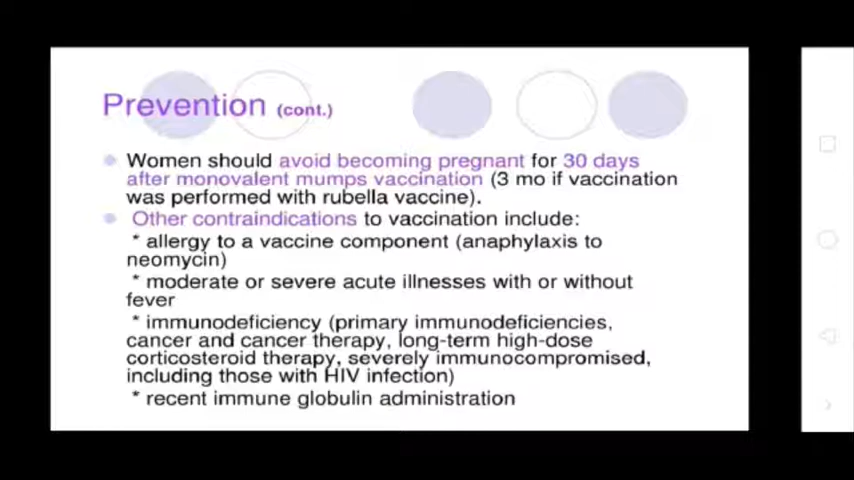 Prevention (cont.)
Women should avoid becoming pregnant for 30 days
after monovalent mumps vaccination (3 mo if vaccination
was performed with rubella vaccine).
Other contraindications to vaccination include:
* allergy to a vaccine component (anaphylaxis to
neomycin)
* moderate or severe acute illnesses with or without
fever
* immunodeficiency (primary immunodeficiencies,
cancer and cancer therapy, long-term high-dose
corticosteroid therapy, severely immunocompromised,
including those with HIV infection)
* recent immune globulin administration